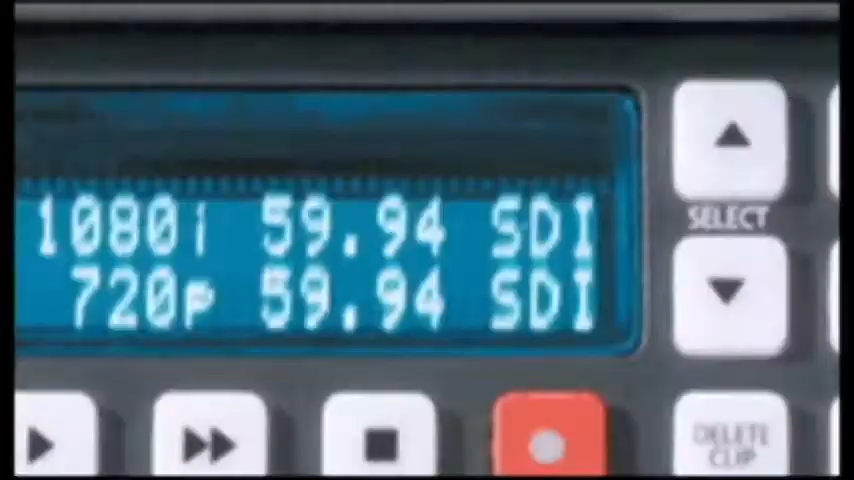 1080i 59.94 SDI
720p 59.94 SDI
SELECT
DELETE
CLIP